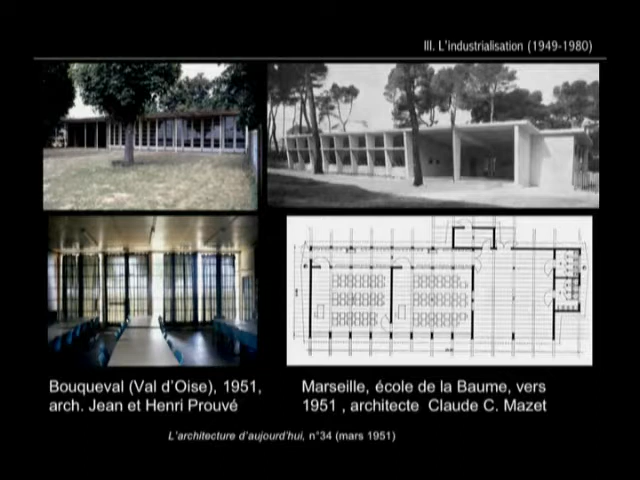 III. L'industrialisation (1949-1980)
Bouqueval (Val d'Oise), 1951,
arch. Jean et Henri Prouvé
Marseille, école de la Baume, vers
1951 , architecte Claude C. Mazet
L'architecture d'aujourd'hui, n°34 (mars 1951)